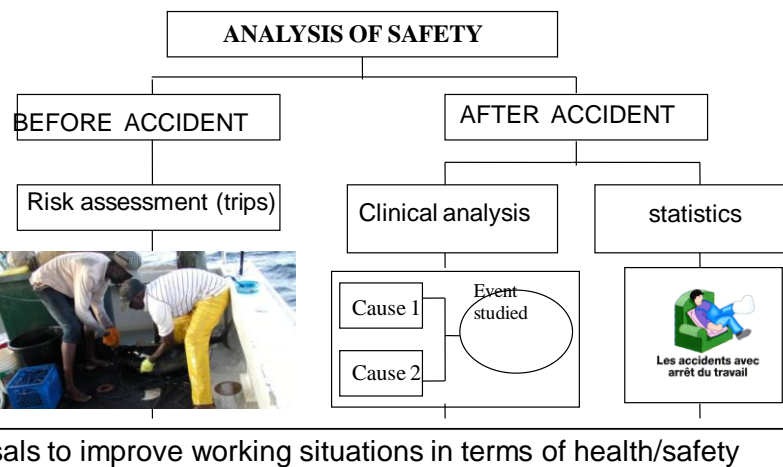 ANALYSIS OF SAFETY
BEFORE ACCIDENT
AFTER ACCIDENT
Risk assessment (trips)
Clinical analysis
statistics
Cause 1
Cause 2
Event
studied
Les accidents avec
arrêt du travail
to improve working situations in terms of health/safety